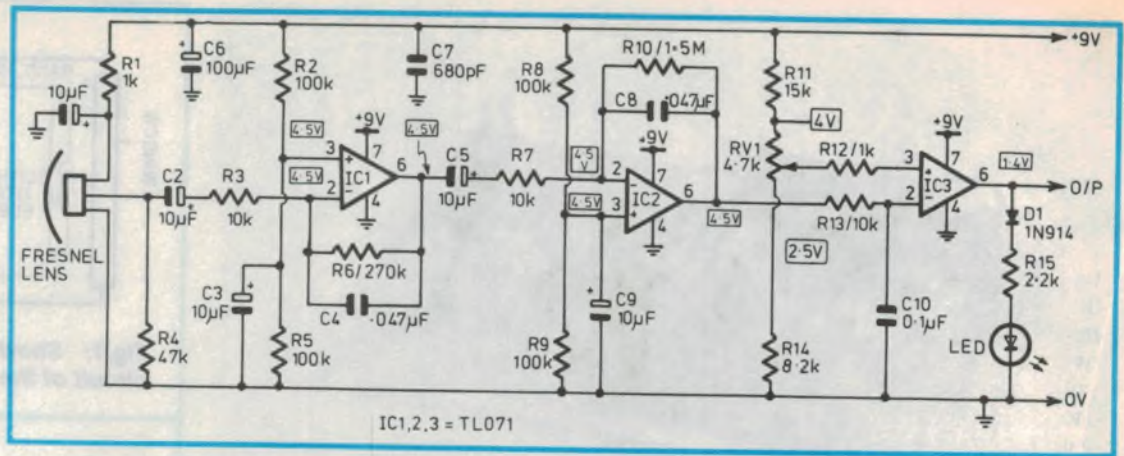 +9V
R1
1k
C6
100µF
R2
100k
C7
680pF
R8
100k
R10/1·5M
C8
·047µF
R11
15k
4V
+9V
10µF
+
4·5V
4·5V
3
2
+
-
IC1
7
4
6
4·5V
C5
10µF
R7
10k
4·5
V
4·5V
2
3
-
+
IC2
+9V
7
4
6
4·5V
RV1
4·7k
R12/1k
R13/10k
3
2
+
-
IC3
+9V
7
4
6
1·4V
O/P
C2
10µF
R3
10k
FRESNEL
LENS
R4
47k
C3
10µF
R6/270k
C4
·047µF
R5
100k
R9
100k
C9
10µF
2·5V
R14
8·2k
C10
0·1µF
D1
1N914
R15
2·2k
LED
0V
IC1,2,3 = TL071